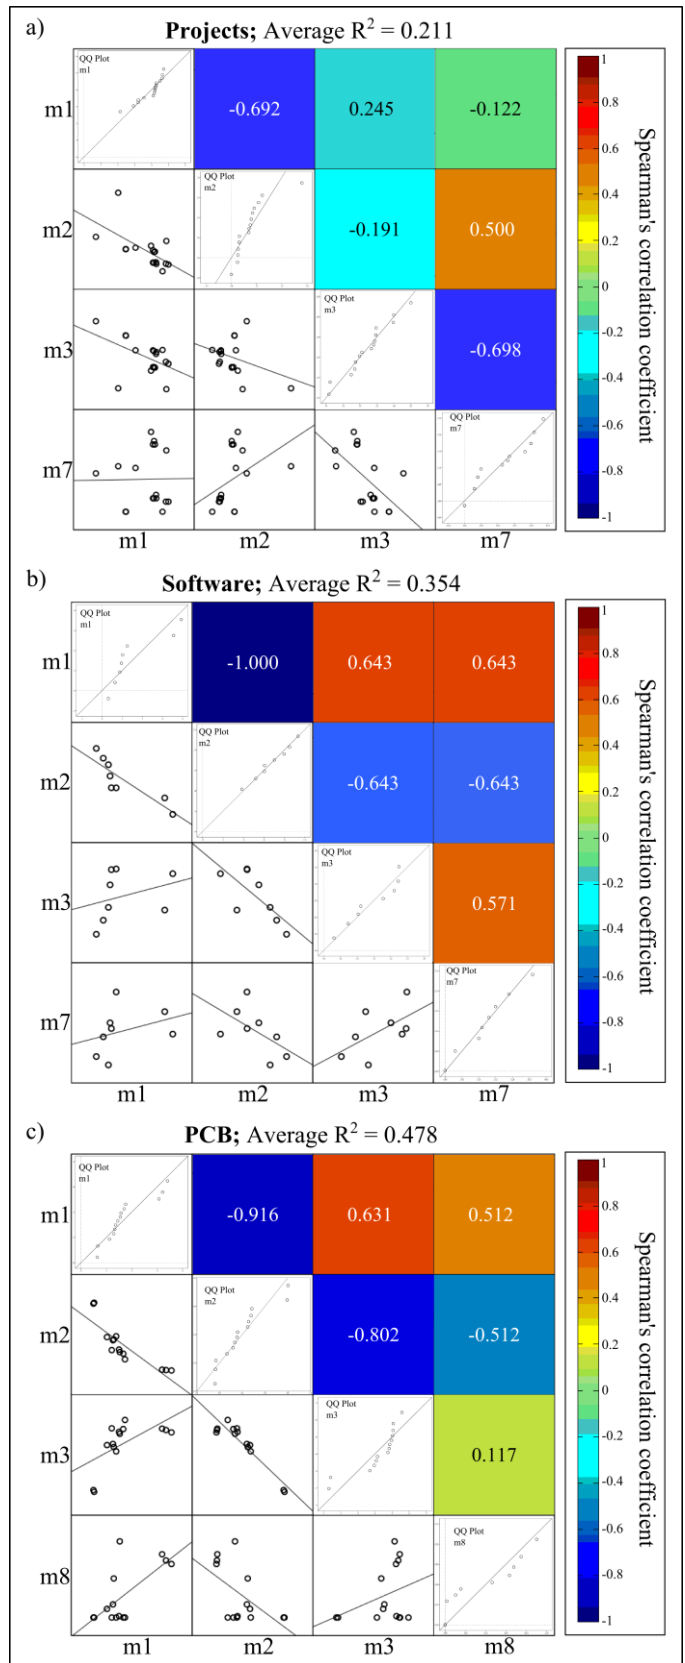 a)
Projects; Average R² = 0.211
m1
QQ Plot
m1
-0.692
0.245
-0.122
m2
QQ Plot
m2
-0.191
0.500
m3
QQ Plot
m3
-0.698
m7
QQ Plot
m7
m1 m2 m3 m7
1
0.8
0.6
0.4
0.2
0
-0.2
-0.4
-0.6
-0.8
-1
Spearman's correlation coefficient
b)
Software; Average R² = 0.354
m1
QQ Plot
m1
-1.000
0.643
0.643
m2
QQ Plot
m2
-0.643
-0.643
m3
QQ Plot
m3
0.571
m7
QQ Plot
m7
m1 m2 m3 m7
1
0.8
0.6
0.4
0.2
0
-0.2
-0.4
-0.6
-0.8
-1
Spearman's correlation coefficient
c)
PCB; Average R² = 0.478
m1
QQ Plot
m1
-0.916
0.631
0.512
m2
QQ Plot
m2
-0.802
-0.512
m3
QQ Plot
m3
0.117
m8
QQ Plot
m8
m1 m2 m3 m8
1
0.8
0.6
0.4
0.2
0
-0.2
-0.4
-0.6
-0.8
-1
Spearman's correlation coefficient